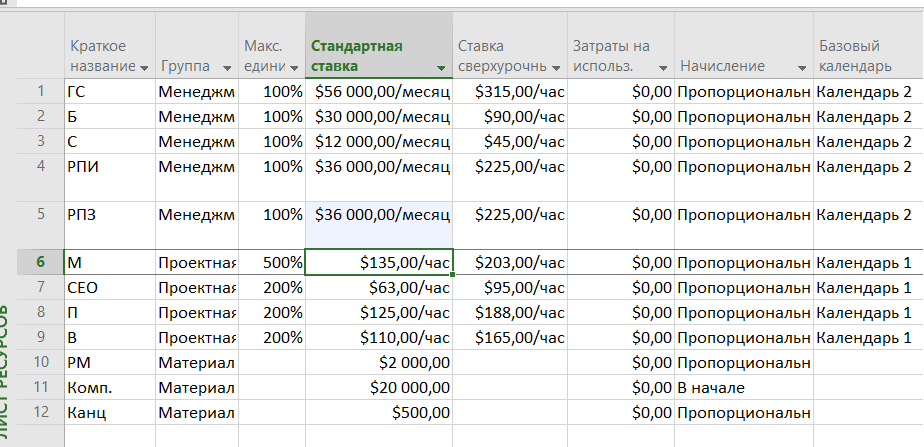 Краткое название Группа Макс. едини Стандартная ставка Ставка сверхурочнь Затраты на использ. Начисление Базовый календарь
1 ГС Менеджм 100% $56 000,00/месяц $315,00/час $0,00 Пропорциональн Календарь 2
2 Б Менеджм 100% $30 000,00/месяц $90,00/час $0,00 Пропорциональн Календарь 2
3 С Менеджм 100% $12 000,00/месяц $45,00/час $0,00 Пропорциональн Календарь 2
4 РПИ Менеджм 100% $36 000,00/месяц $225,00/час $0,00 Пропорциональн Календарь 2
5 РПЗ Менеджм 100% $36 000,00/месяц $225,00/час $0,00 Пропорциональн Календарь 2
6 М Проектная 500% $135,00/час $203,00/час $0,00 Пропорциональн Календарь 1
7 СЕО Проектная 200% $63,00/час $95,00/час $0,00 Пропорциональн Календарь 1
8 П Проектная 200% $125,00/час $188,00/час $0,00 Пропорциональн Календарь 1
9 В Проектная 200% $110,00/час $165,00/час $0,00 Пропорциональн Календарь 1
10 РМ Материал $2 000,00 $0,00 Пропорциональн
11 Комп. Материал $20 000,00 $0,00 В начале
12 Канц Материал $500,00 $0,00 Пропорциональн
ЛИСТ РЕСУРСОВ